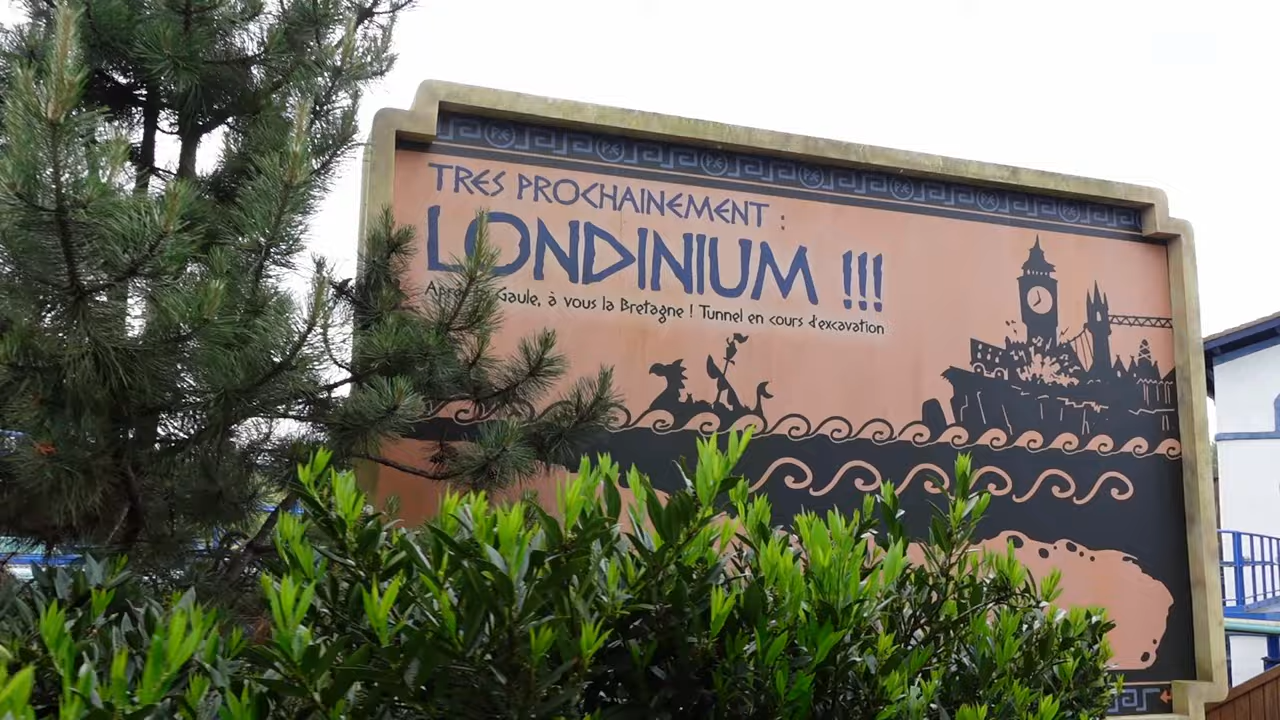 TRES PROCHAINEMENT :
LONDINIUM !!!
Gaule, à vous la Bretagne ! Tunnel en cours d'excavation